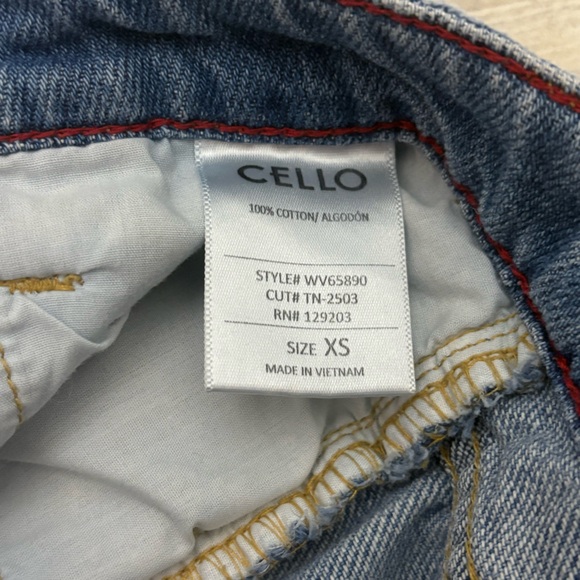 CELLO
100% COTTON/ ALGODÓN
STYLE# WV65890
CUT# TN-2503
RN# 129203
SIZE XS
MADE IN VIETNAM